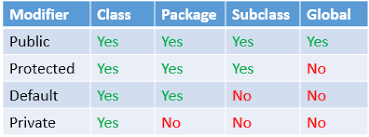 Modifier Class Package Subclass Global
Public Yes Yes Yes Yes
Protected Yes Yes Yes No
Default Yes Yes No No
Private Yes No No No